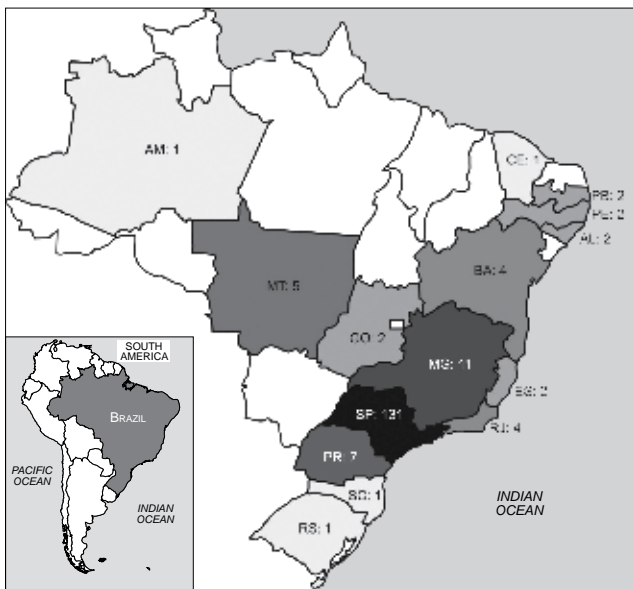 AM: 1
CE: 1
PB: 2
PE: 2
AL: 2
BA: 4
MT: 5
GO: 2
MG: 11
ES: 2
SP: 131
RJ: 4
PR: 7
SC: 1
RS: 1
INDIAN
OCEAN
SOUTH
AMERICA
BRAZIL
PACIFIC
OCEAN
INDIAN
OCEAN